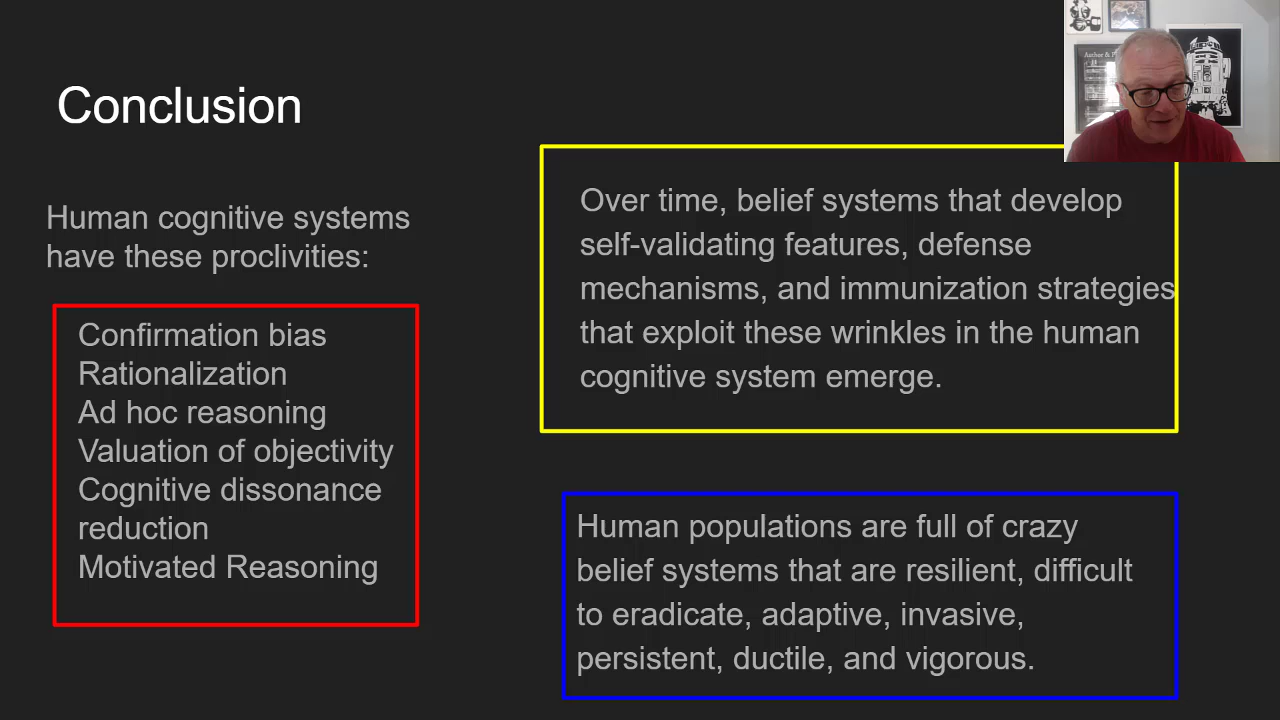 Conclusion
Human cognitive systems
have these proclivities:
Confirmation bias
Rationalization
Ad hoc reasoning
Valuation of objectivity
Cognitive dissonance
reduction
Motivated Reasoning
Over time, belief systems that develop
self-validating features, defense
mechanisms, and immunization strategies
that exploit these wrinkles in the human
cognitive system emerge.
Human populations are full of crazy
belief systems that are resilient, difficult
to eradicate, adaptive, invasive,
persistent, ductile, and vigorous.